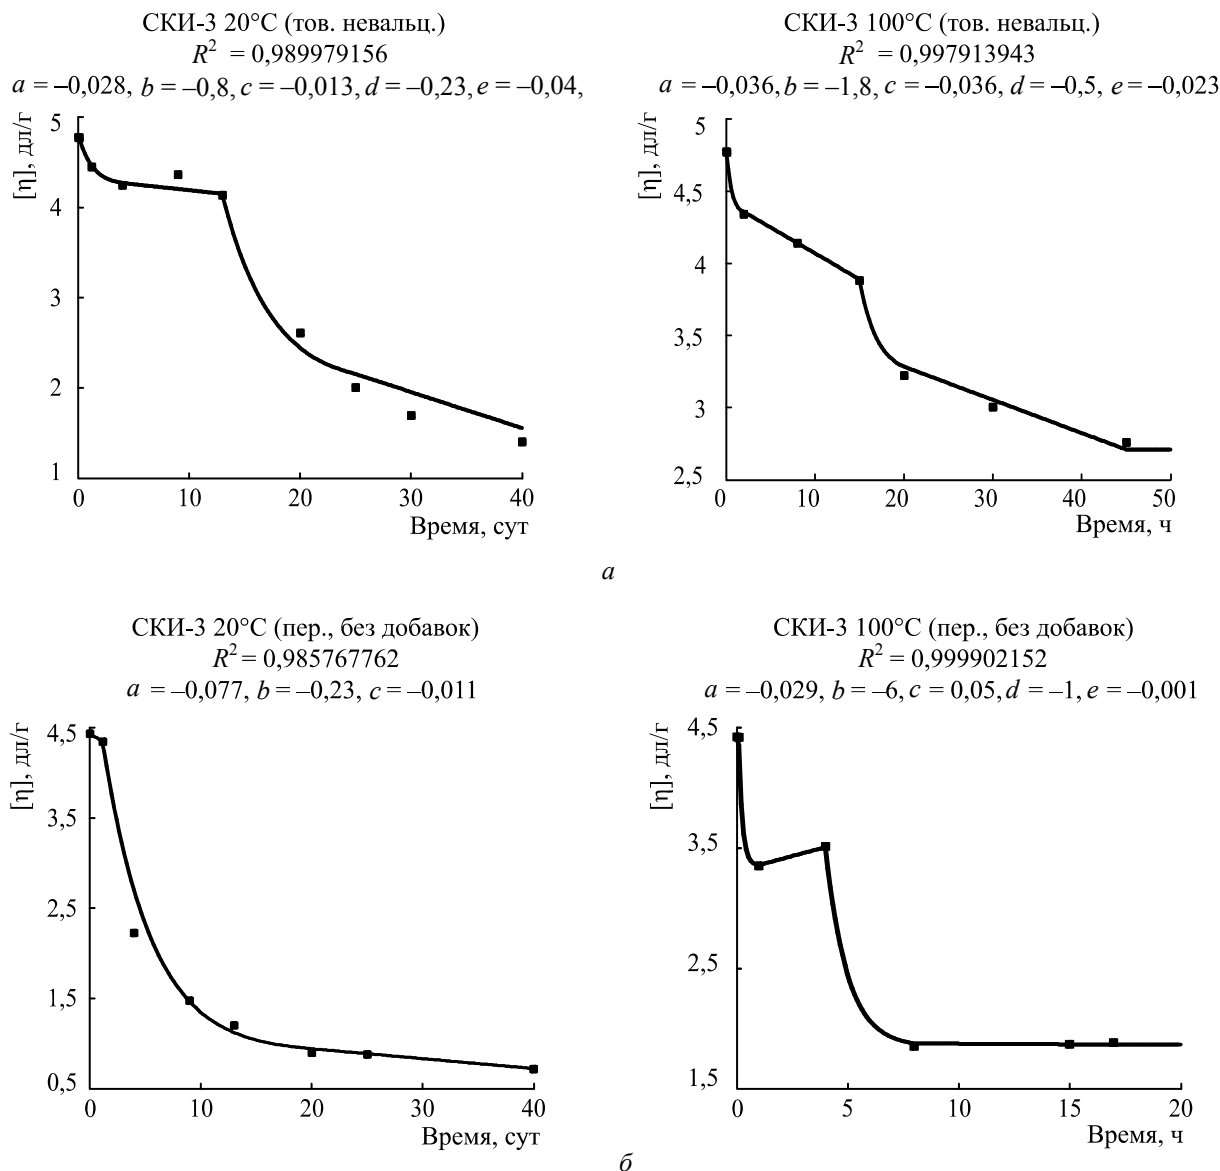 СКИ-3 20°C (тов. невальц.)
R² = 0,989979156
a = –0,028, b = –0,8, c = –0,013, d = –0,23, e = –0,04,
[η], дл/г
5
4
3
2
1
0
10
20
30
40
Время, сут
СКИ-3 100°C (тов. невальц.)
R² = 0,997913943
a = –0,036, b = –1,8, c = –0,036, d = –0,5, e = –0,023
[η], дл/г
5
4,5
4
3,5
3
2,5
0
10
20
30
40
50
Время, ч
а
СКИ-3 20°C (пер., без добавок)
R² = 0,985767762
a = –0,077, b = –0,23, c = –0,011
[η], дл/г
4,5
3,5
2,5
1,5
0,5
0
10
20
30
40
Время, сут
СКИ-3 100°C (пер., без добавок)
R² = 0,999902152
a = –0,029, b = –6, c = 0,05, d = –1, e = –0,001
[η], дл/г
4,5
3,5
2,5
1,5
0
5
10
15
20
Время, ч
б